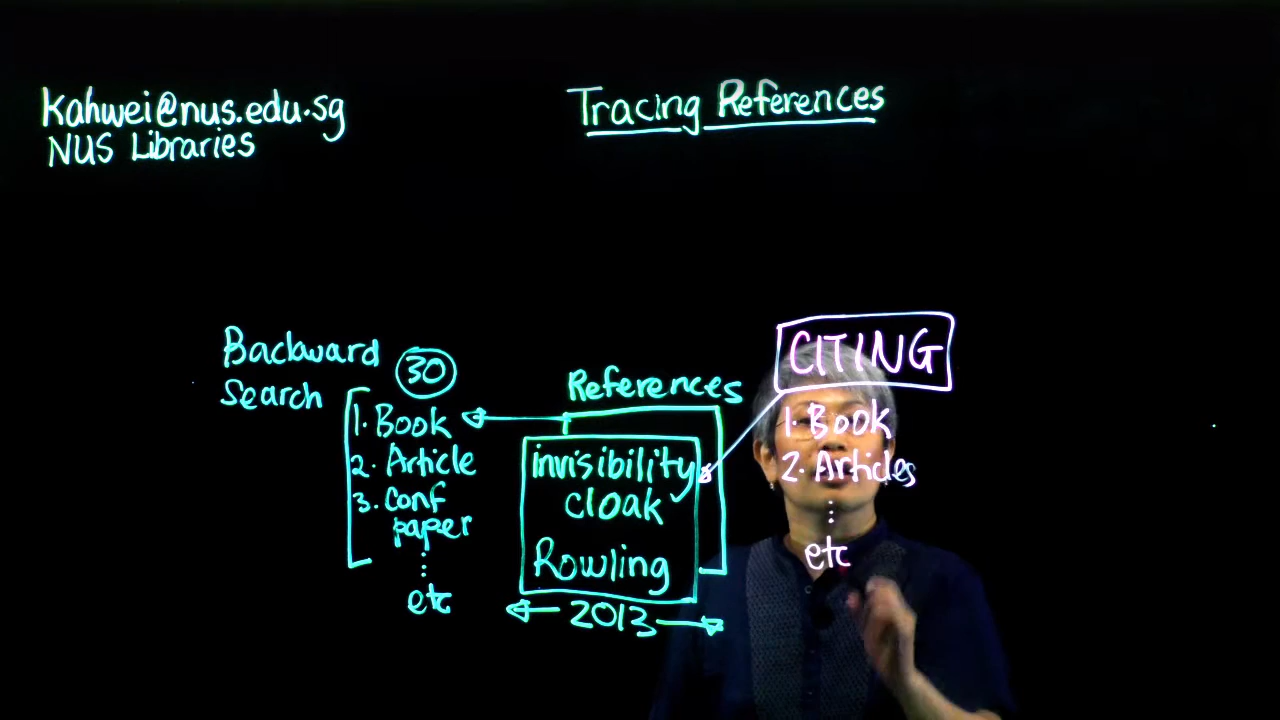 Kahwei@nus.edu.sg
NUS Libraries
Tracing References
Backward
Search
30
1. Book
2. Article
3. Conf
paper
⋮
etc
References
invisibility
cloak
Rowling
2013
CITING
1. Book
2. Articles
⋮
etc